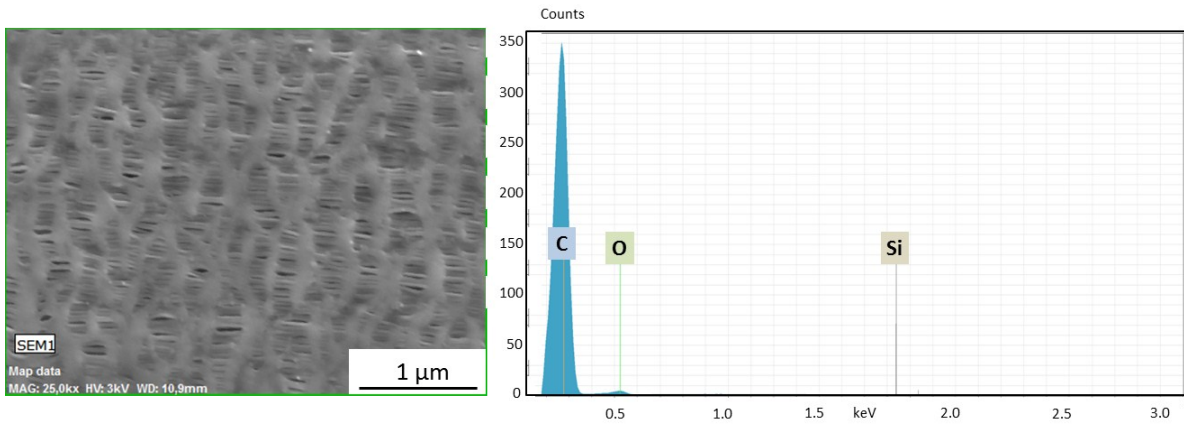 SEM1
Map data
MAG: 25,0kx HV: 3kV WD: 10,9mm
1 µm
Counts
350
300
250
200
150
100
50
0
C
O
Si
0.5 1.0 1.5 keV 2.0 2.5 3.0